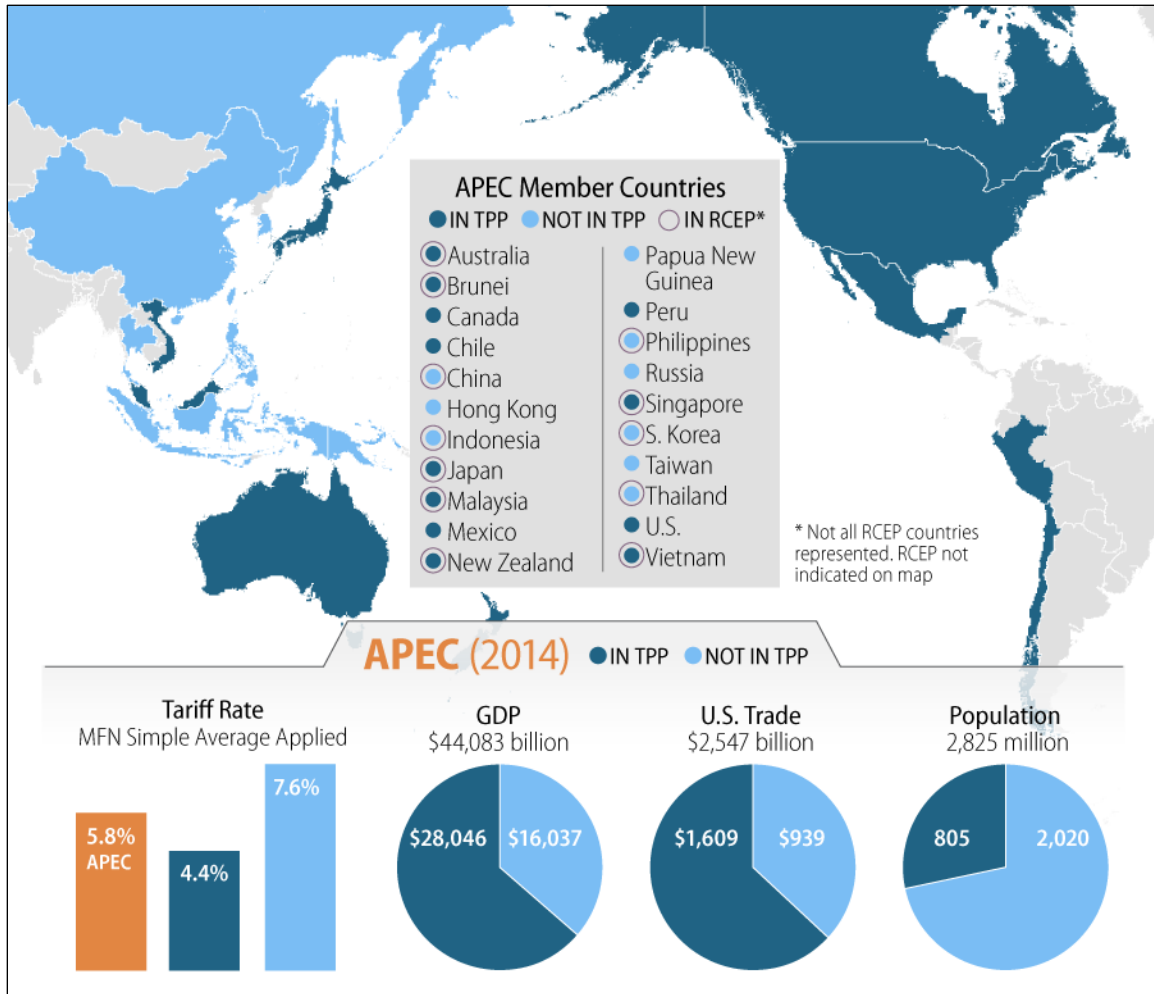 APEC Member Countries
IN TPP NOT IN TPP IN RCEP*
Australia
Brunei
Canada
Chile
China
Hong Kong
Indonesia
Japan
Malaysia
Mexico
New Zealand
Papua New
Guinea
Peru
Philippines
Russia
Singapore
S. Korea
Taiwan
Thailand
U.S.
Vietnam
* Not all RCEP countries
represented. RCEP not
indicated on map
APEC (2014) IN TPP NOT IN TPP
Tariff Rate
MFN Simple Average Applied
5.8%
APEC
4.4%
7.6%
GDP
$44,083 billion
$28,046 $16,037
U.S. Trade
$2,547 billion
$1,609 $939
Population
2,825 million
805 2,020